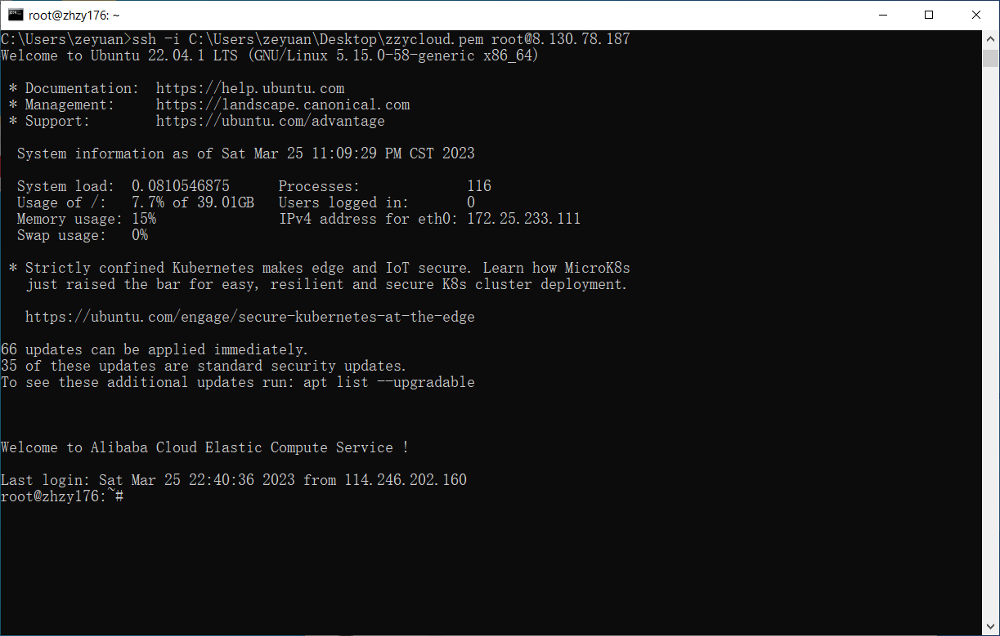 root@zhzy176: ~
C:\Users\zeyuan>ssh -i C:\Users\zeyuan\Desktop\zzycloud.pem root@8.130.78.187
Welcome to Ubuntu 22.04.1 LTS (GNU/Linux 5.15.0-58-generic x86_64)
* Documentation:  https://help.ubuntu.com
* Management:     https://landscape.canonical.com
* Support:        https://ubuntu.com/advantage
System information as of Sat Mar 25 11:09:29 PM CST 2023
System load:  0.0810546875      Processes:             116
Usage of /:   7.7% of 39.01GB   Users logged in:       0
Memory usage: 15%               IPv4 address for eth0: 172.25.233.111
Swap usage:   0%
* Strictly confined Kubernetes makes edge and IoT secure. Learn how MicroK8s
just raised the bar for easy, resilient and secure K8s cluster deployment.
https://ubuntu.com/engage/secure-kubernetes-at-the-edge
66 updates can be applied immediately.
35 of these updates are standard security updates.
To see these additional updates run: apt list --upgradable
Welcome to Alibaba Cloud Elastic Compute Service !
Last login: Sat Mar 25 22:40:36 2023 from 114.246.202.160
root@zhzy176:~#